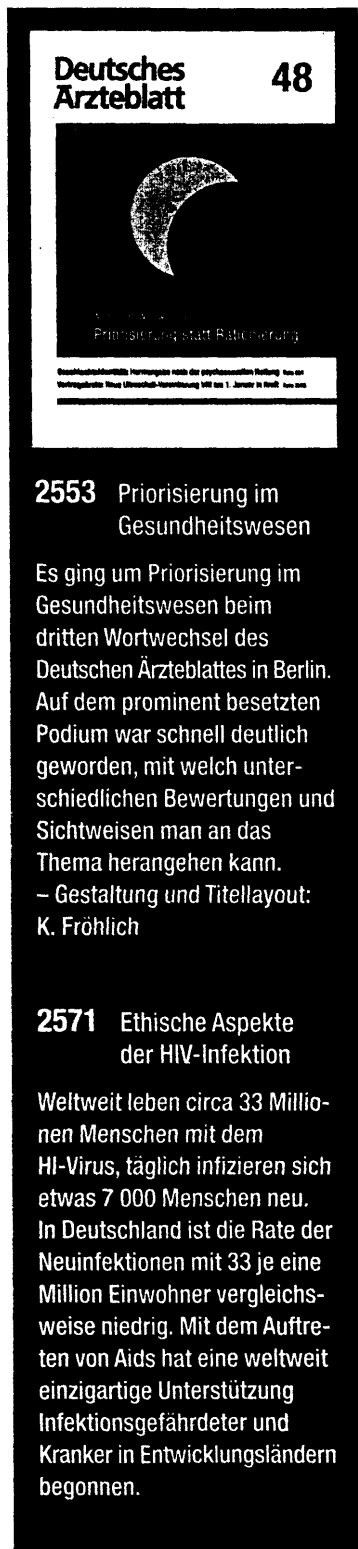 Deutsches
Ärzteblatt
48
Priorisierung statt Rationierung
2553 Priorisierung im
Gesundheitswesen
Es ging um Priorisierung im
Gesundheitswesen beim
dritten Wortwechsel des
Deutschen Ärzteblattes in Berlin.
Auf dem prominent besetzten
Podium war schnell deutlich
geworden, mit welch unter-
schiedlichen Bewertungen und
Sichtweisen man an das
Thema herangehen kann.
– Gestaltung und Titellayout:
K. Fröhlich
2571 Ethische Aspekte
der HIV-Infektion
Weltweit leben circa 33 Millio-
nen Menschen mit dem
HI-Virus, täglich infizieren sich
etwas 7 000 Menschen neu.
In Deutschland ist die Rate der
Neuinfektionen mit 33 je eine
Million Einwohner vergleichs-
weise niedrig. Mit dem Auftre-
ten von Aids hat eine weltweit
einzigartige Unterstützung
Infektionsgefährdeter und
Kranker in Entwicklungsländern
begonnen.